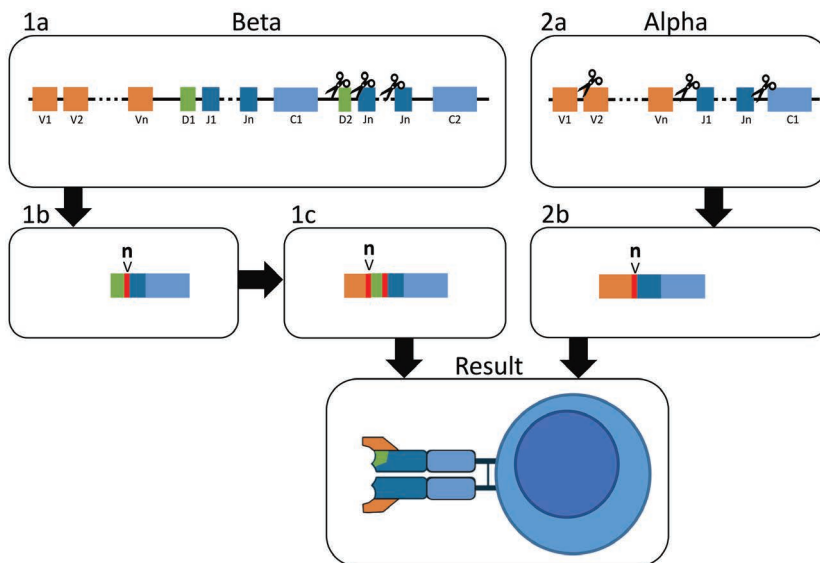 1a Beta
V1 V2 Vn D1 J1 Jn C1 D2 Jn Jn C2
2a Alpha
V1 V2 Vn J1 Jn C1
1b
n
V
1c
n
V
2b
n
V
Result